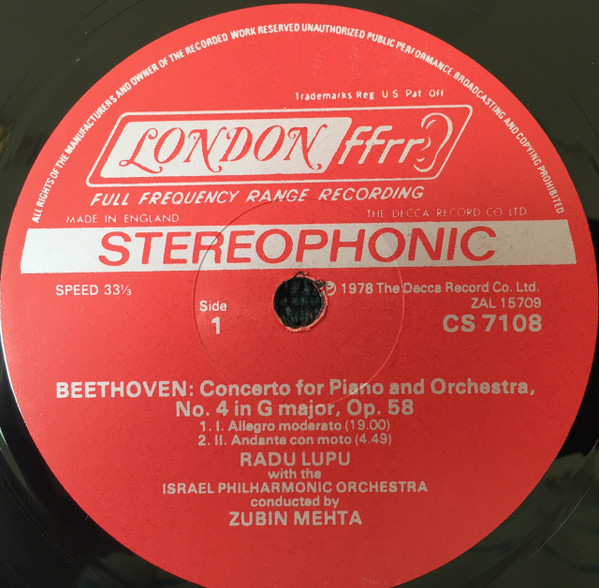 ALL RIGHTS OF THE MANUFACTURERS AND OWNER OF THE RECORDED WORK RESERVED UNAUTHORIZED PUBLIC PERFORMANCE BROADCASTING AND COPYING PROHIBITED
Trademarks Reg U S Pat Off
LONDON ffrr
FULL FREQUENCY RANGE RECORDING
MADE IN ENGLAND THE DECCA RECORD CO LTD
STEREOPHONIC
SPEED 33⅓ ℗ 1978 The Decca Record Co. Ltd.
Side ZAL 15709
1 CS 7108
BEETHOVEN: Concerto for Piano and Orchestra,
No. 4 in G major, Op. 58
1. I. Allegro moderato (19.00)
2. II. Andante con moto (4.49)
RADU LUPU
with the
ISRAEL PHILHARMONIC ORCHESTRA
conducted by
ZUBIN MEHTA